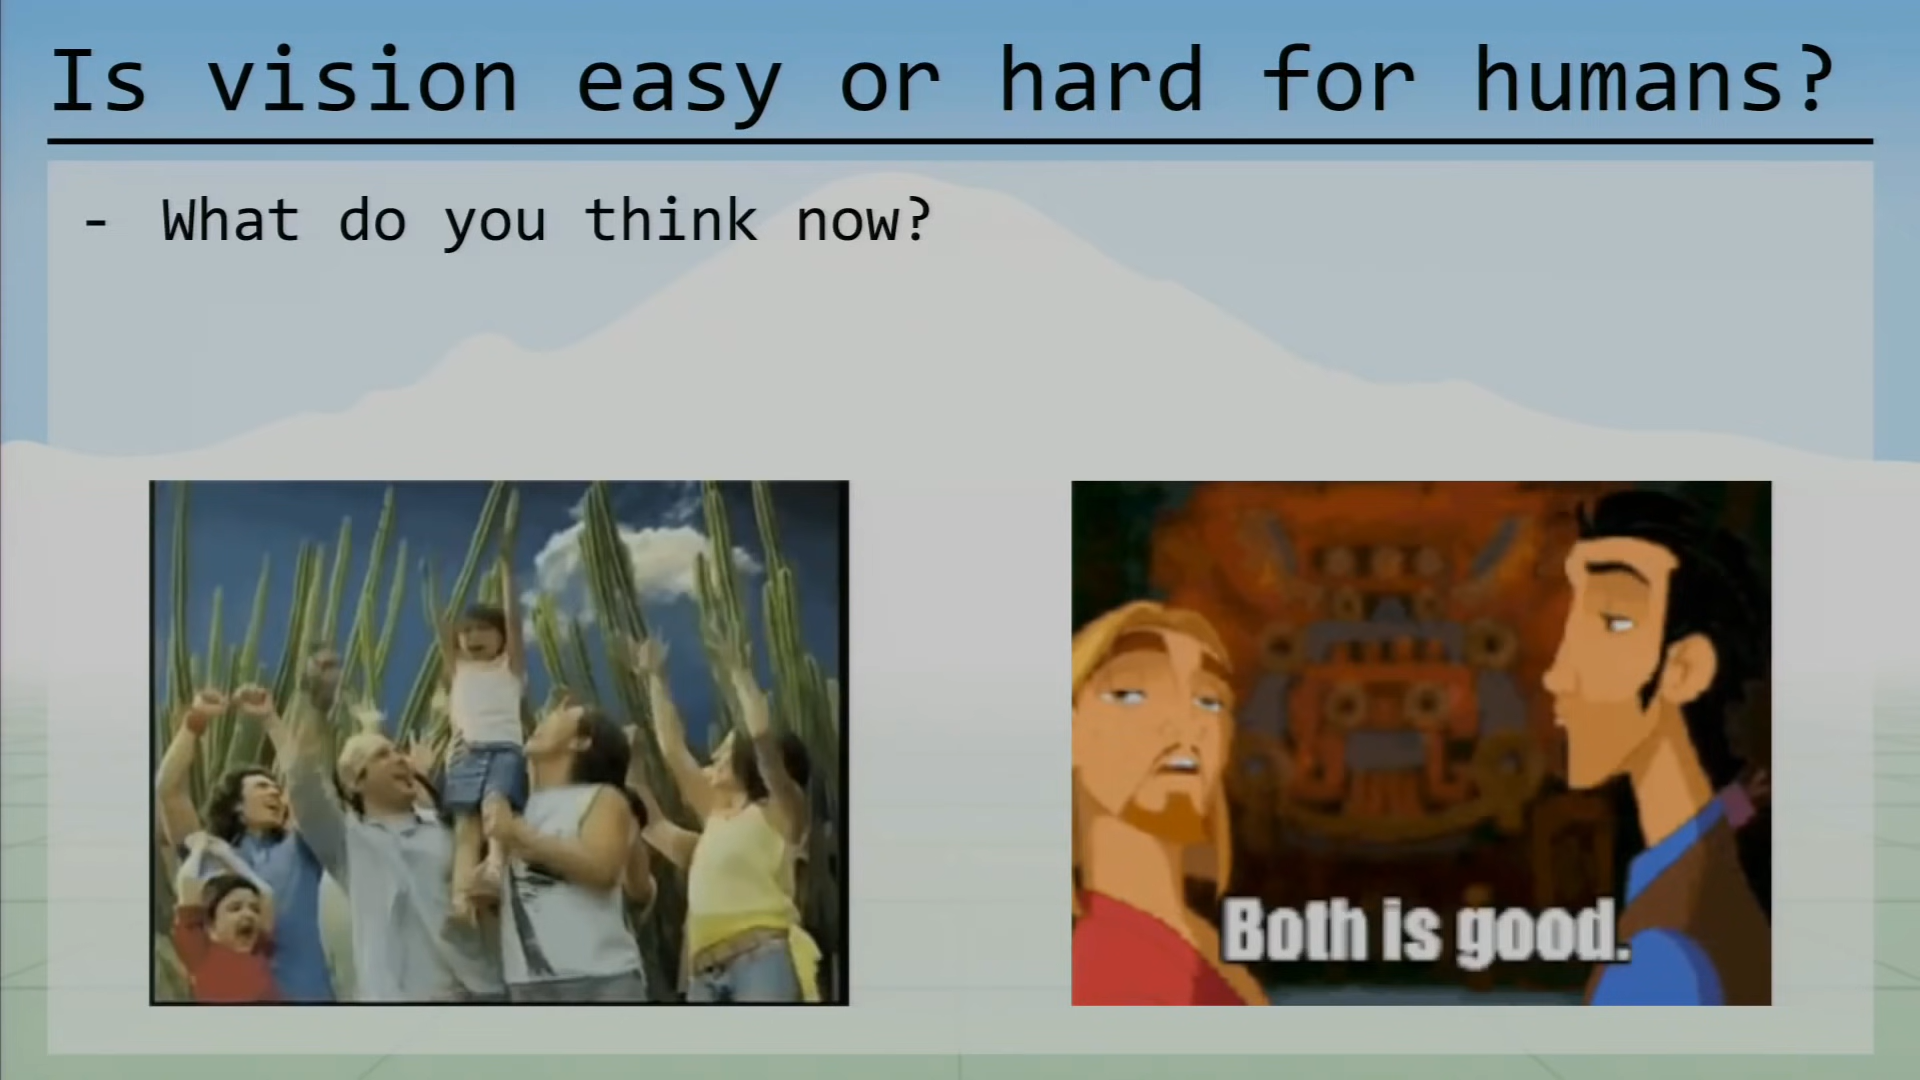 Is vision easy or hard for humans?
- What do you think now?
Both is good.